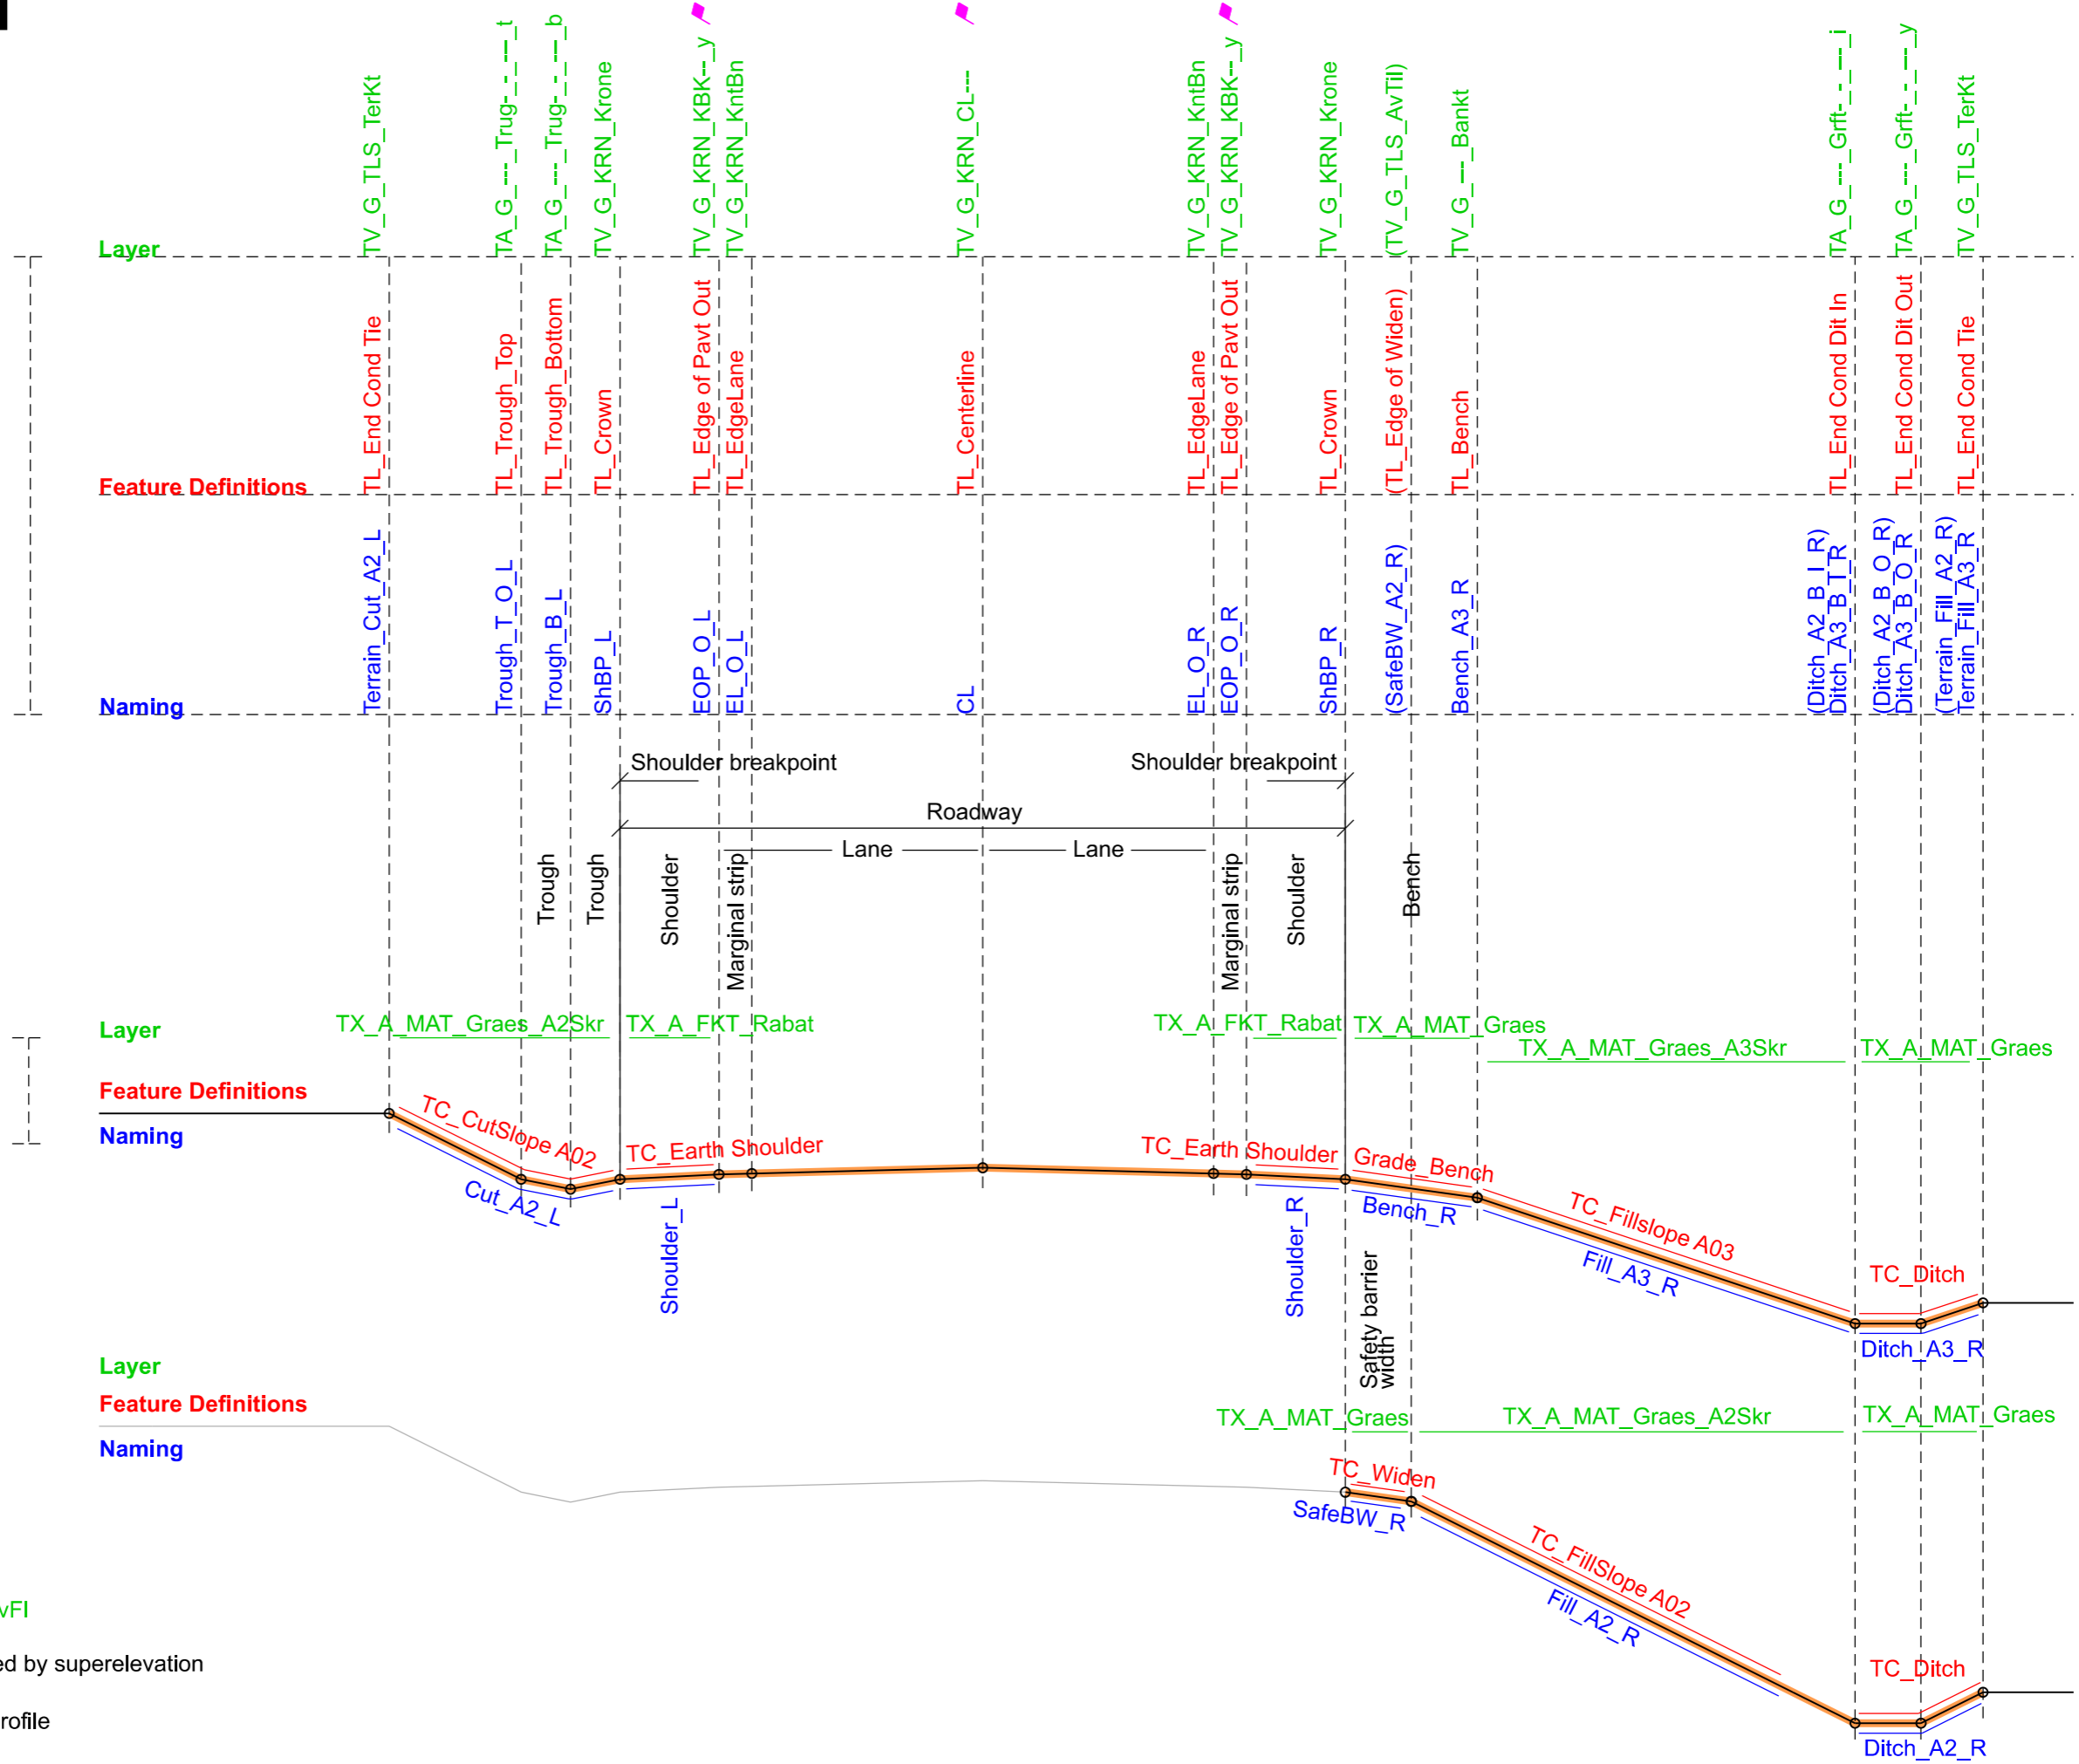 Layer
TV_G_TLS_TerKt
TA_G_---_Trug-_-_---_t
TA_G_---_Trug-_-_---_b
TV_G_KRN_Krone
TV_G_KRN_KBK--_y
TV_G_KRN_KntBn
TV_G_KRN_CL---
TV_G_KRN_KntBn
TV_G_KRN_KBK--_y
TV_G_KRN_Krone
(TV_G_TLS_AvTil)
TV_G_---_Bankt
TA_G_---_Grft-_-_---_i
TA_G_---_Grft-_-_---_y
TV_G_TLS_TerKt
Feature Definitions
TL_End Cond Tie
TL_Trough_Top
TL_Trough_Bottom
TL_Crown
TL_Edge of Pavt Out
TL_EdgeLane
TL_Centerline
TL_EdgeLane
TL_Edge of Pavt Out
TL_Crown
(TL_Edge of Widen)
TL_Bench
TL_End Cond Dit In
TL_End Cond Dit Out
TL_End Cond Tie
Naming
Terrain_Cut_A2_L
Trough_T_O_L
Trough_B_L
ShBP_L
EOP_O_L
EL_O_L
CL
EL_O_R
EOP_O_R
ShBP_R
(SafeBW_A2_R)
Bench_A3_R
(Ditch_A2_B_I_R)
Ditch_A3_B_I_R
(Ditch_A2_B_O_R)
Ditch_A3_B_O_R
(Terrain_Fill_A2_R)
Terrain_Fill_A3_R
Shoulder breakpoint
Shoulder breakpoint
Roadway
Lane
Lane
Trough
Trough
Shoulder
Marginal strip
Marginal strip
Shoulder
Bench
Layer
TX_A_MAT_Graes_A2Skr
TX_A_FKT_Rabat
TX_A_FKT_Rabat
TX_A_MAT_Graes
TX_A_MAT_Graes_A3Skr
TX_A_MAT_Graes
Feature Definitions
TC_CutSlope A02
TC_Earth Shoulder
TC_Earth Shoulder
Grade_Bench
TC_Fillslope A03
TC_Ditch
Naming
Cut_A2_L
Shoulder_L
Shoulder_R
Bench_R
Fill_A3_R
Ditch_A3_R
Safety barrier
width
Layer
TX_A_MAT_Graes
TX_A_MAT_Graes_A2Skr
TX_A_MAT_Graes
Feature Definitions
TC_Widen
TC_FillSlope A02
TC_Ditch
Naming
SafeBW_R
Fill_A2_R
Ditch_A2_R
vFl
ed by superelevation
rofile